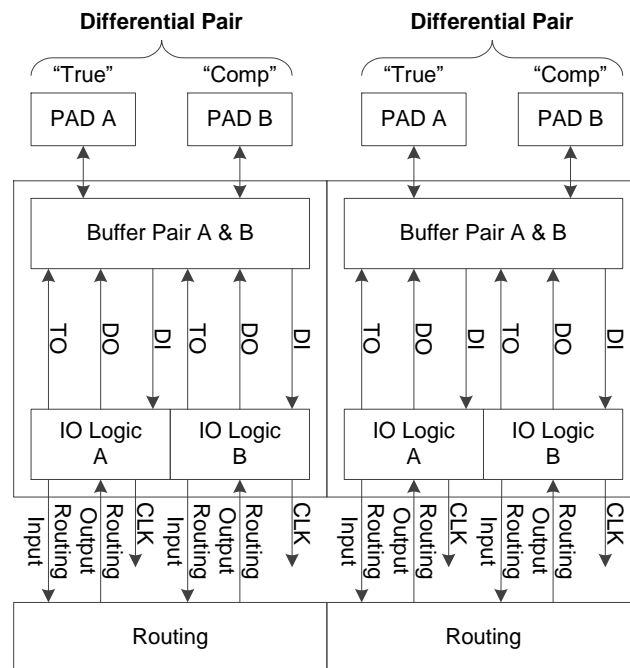 Differential Pair Differential Pair
“True” “Comp” “True” “Comp”
PAD A PAD B PAD A PAD B
Buffer Pair A & B Buffer Pair A & B
TO DO DI TO DO DI TO DO DI TO DO DI
IO Logic A IO Logic B IO Logic A IO Logic B
Routing Input Routing Output CLK Routing Input Routing Output CLK Routing Input Routing Output CLK Routing Input Routing Output CLK
Routing Routing